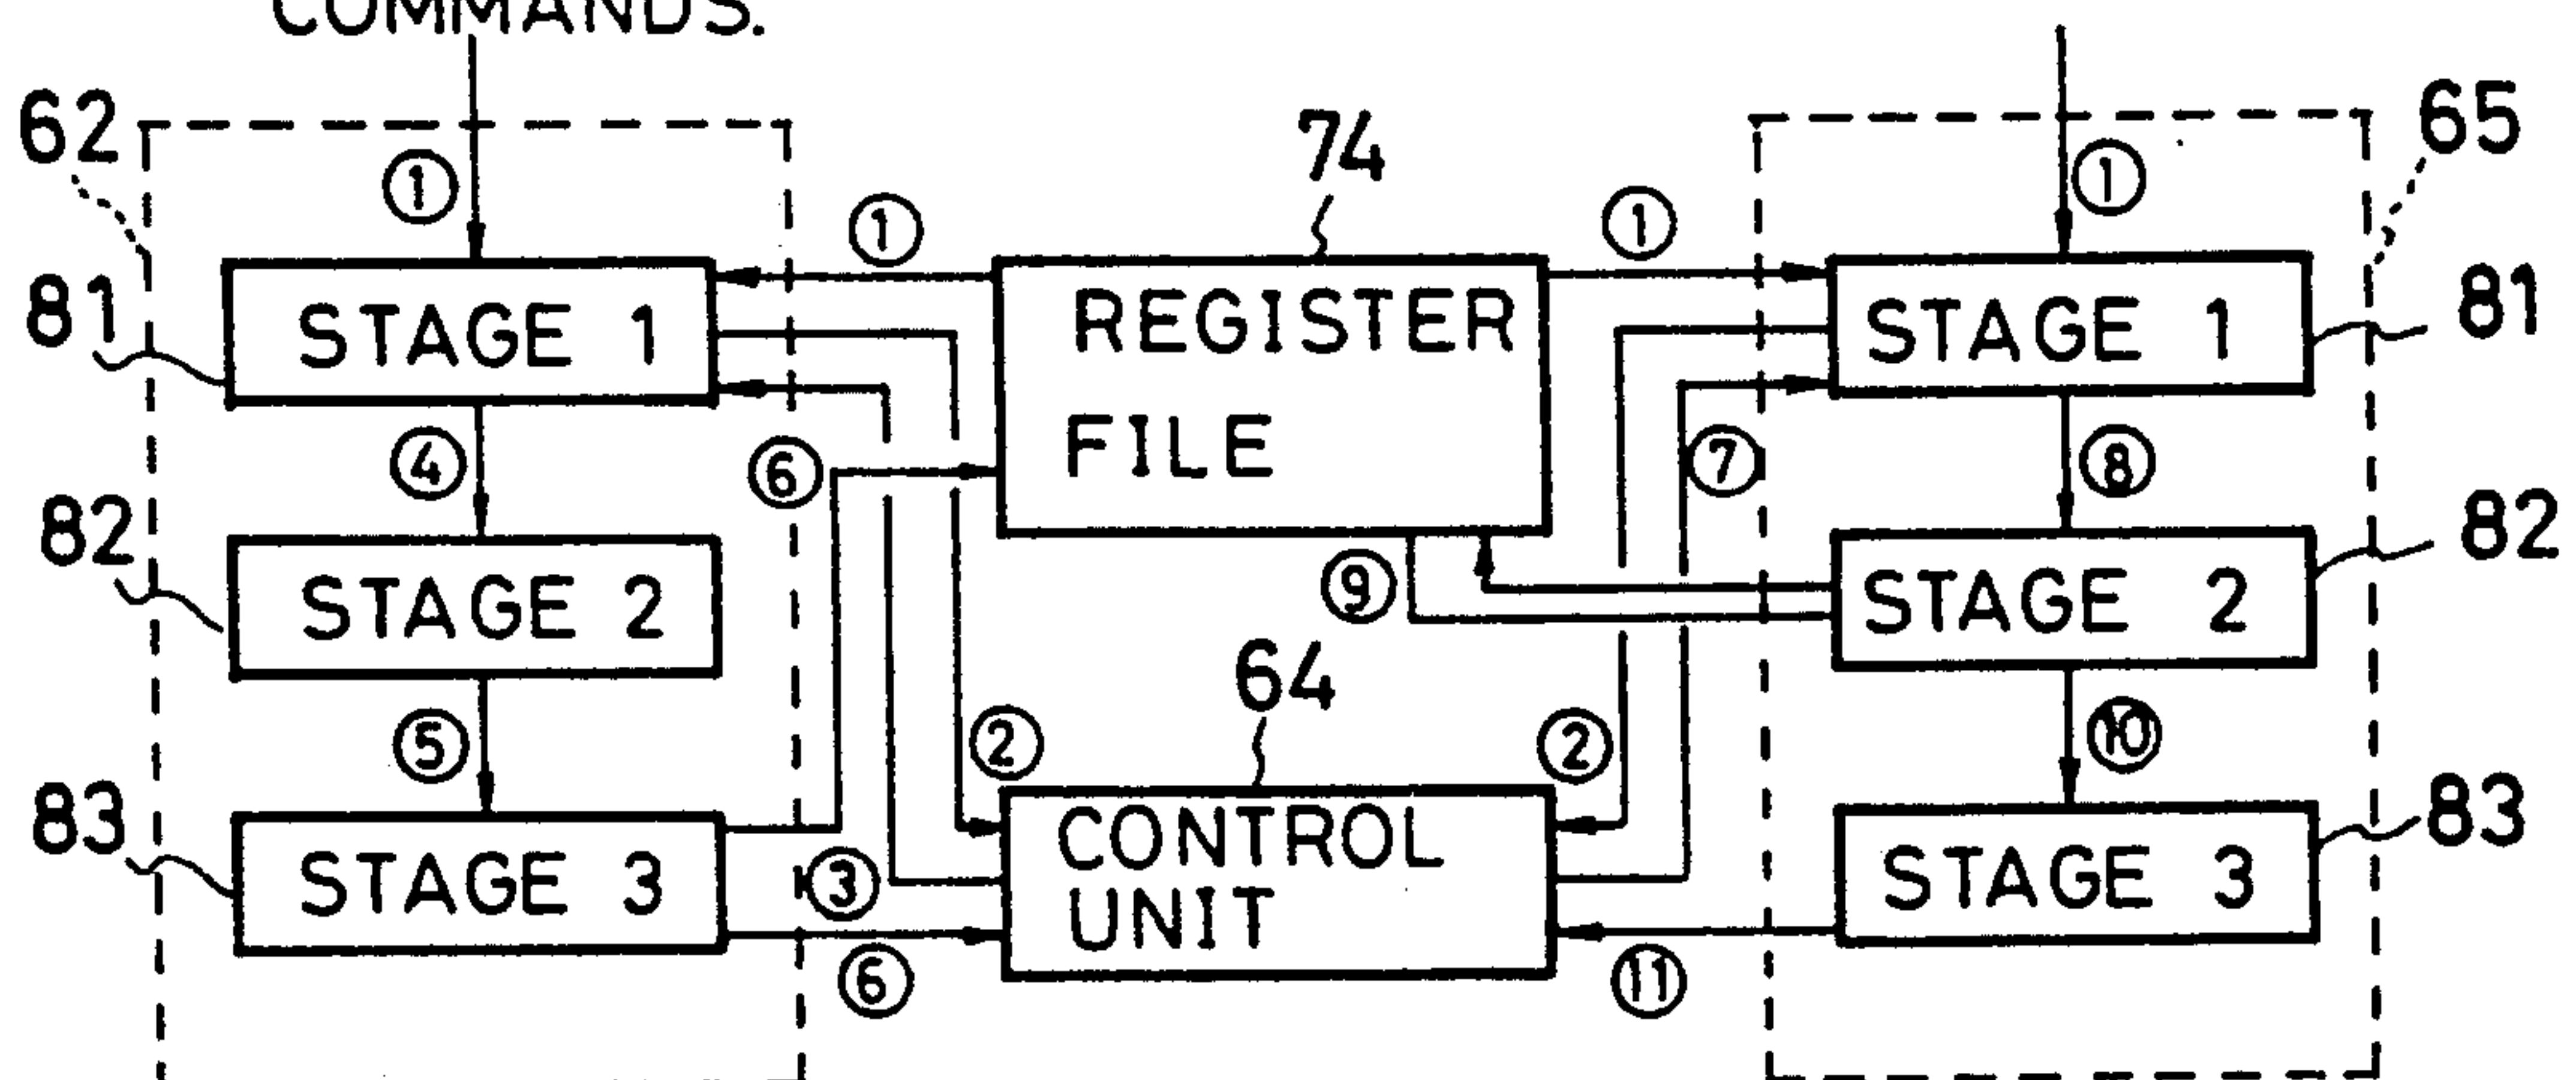 COMMANDS.
62
65
74
①
①
①
①
81
STAGE 1
REGISTER
FILE
STAGE 1
81
④
⑥
⑦
⑧
82
STAGE 2
⑨
STAGE 2
82
64
⑤
②
②
⑩
83
STAGE 3
③
CONTROL
UNIT
STAGE 3
83
⑥
⑪